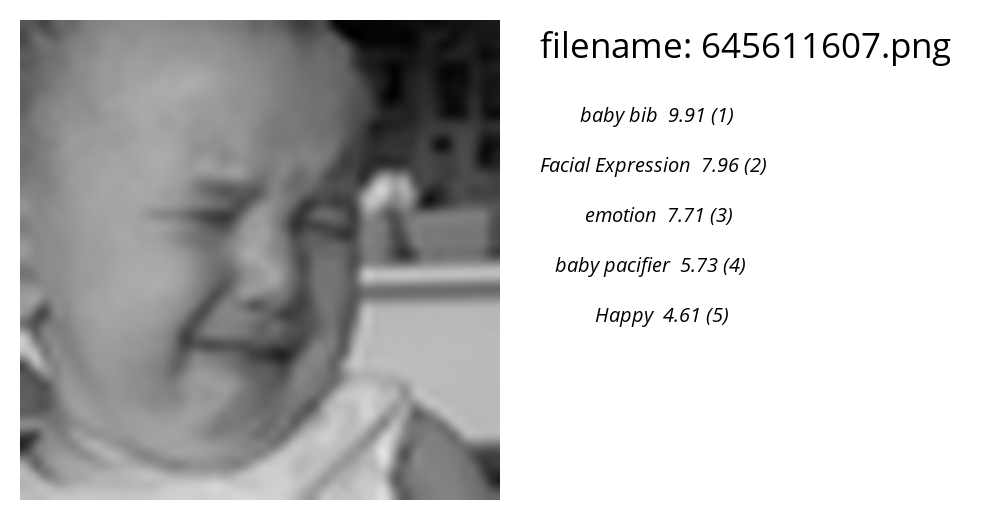 filename: 645611607.png
baby bib 9.91 (1)
Facial Expression 7.96 (2)
emotion 7.71 (3)
baby pacifier 5.73 (4)
Happy 4.61 (5)